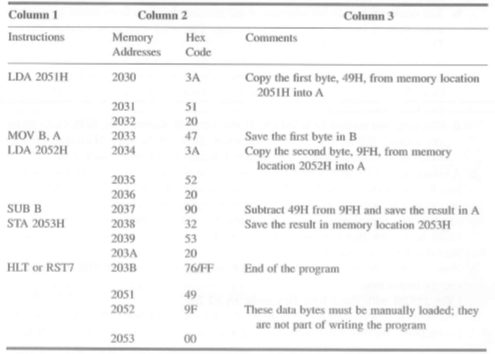 Column 1 Column 2 Column 3
Instructions Memory Addresses Hex Code Comments
LDA 2051H 2030 3A Copy the first byte, 49H, from memory location
2051H into A
2031 51
2032 20
MOV B, A 2033 47 Save the first byte in B
LDA 2052H 2034 3A Copy the second byte, 9FH, from memory
location 2052H into A
2035 52
2036 20
SUB B 2037 90 Subtract 49H from 9FH and save the result in A
STA 2053H 2038 32 Save the result in memory location 2053H
2039 53
203A 20
HLT or RST7 203B 76/FF End of the program
2051 49
2052 9F These data bytes must be manually loaded; they
are not part of writing the program
2053 00